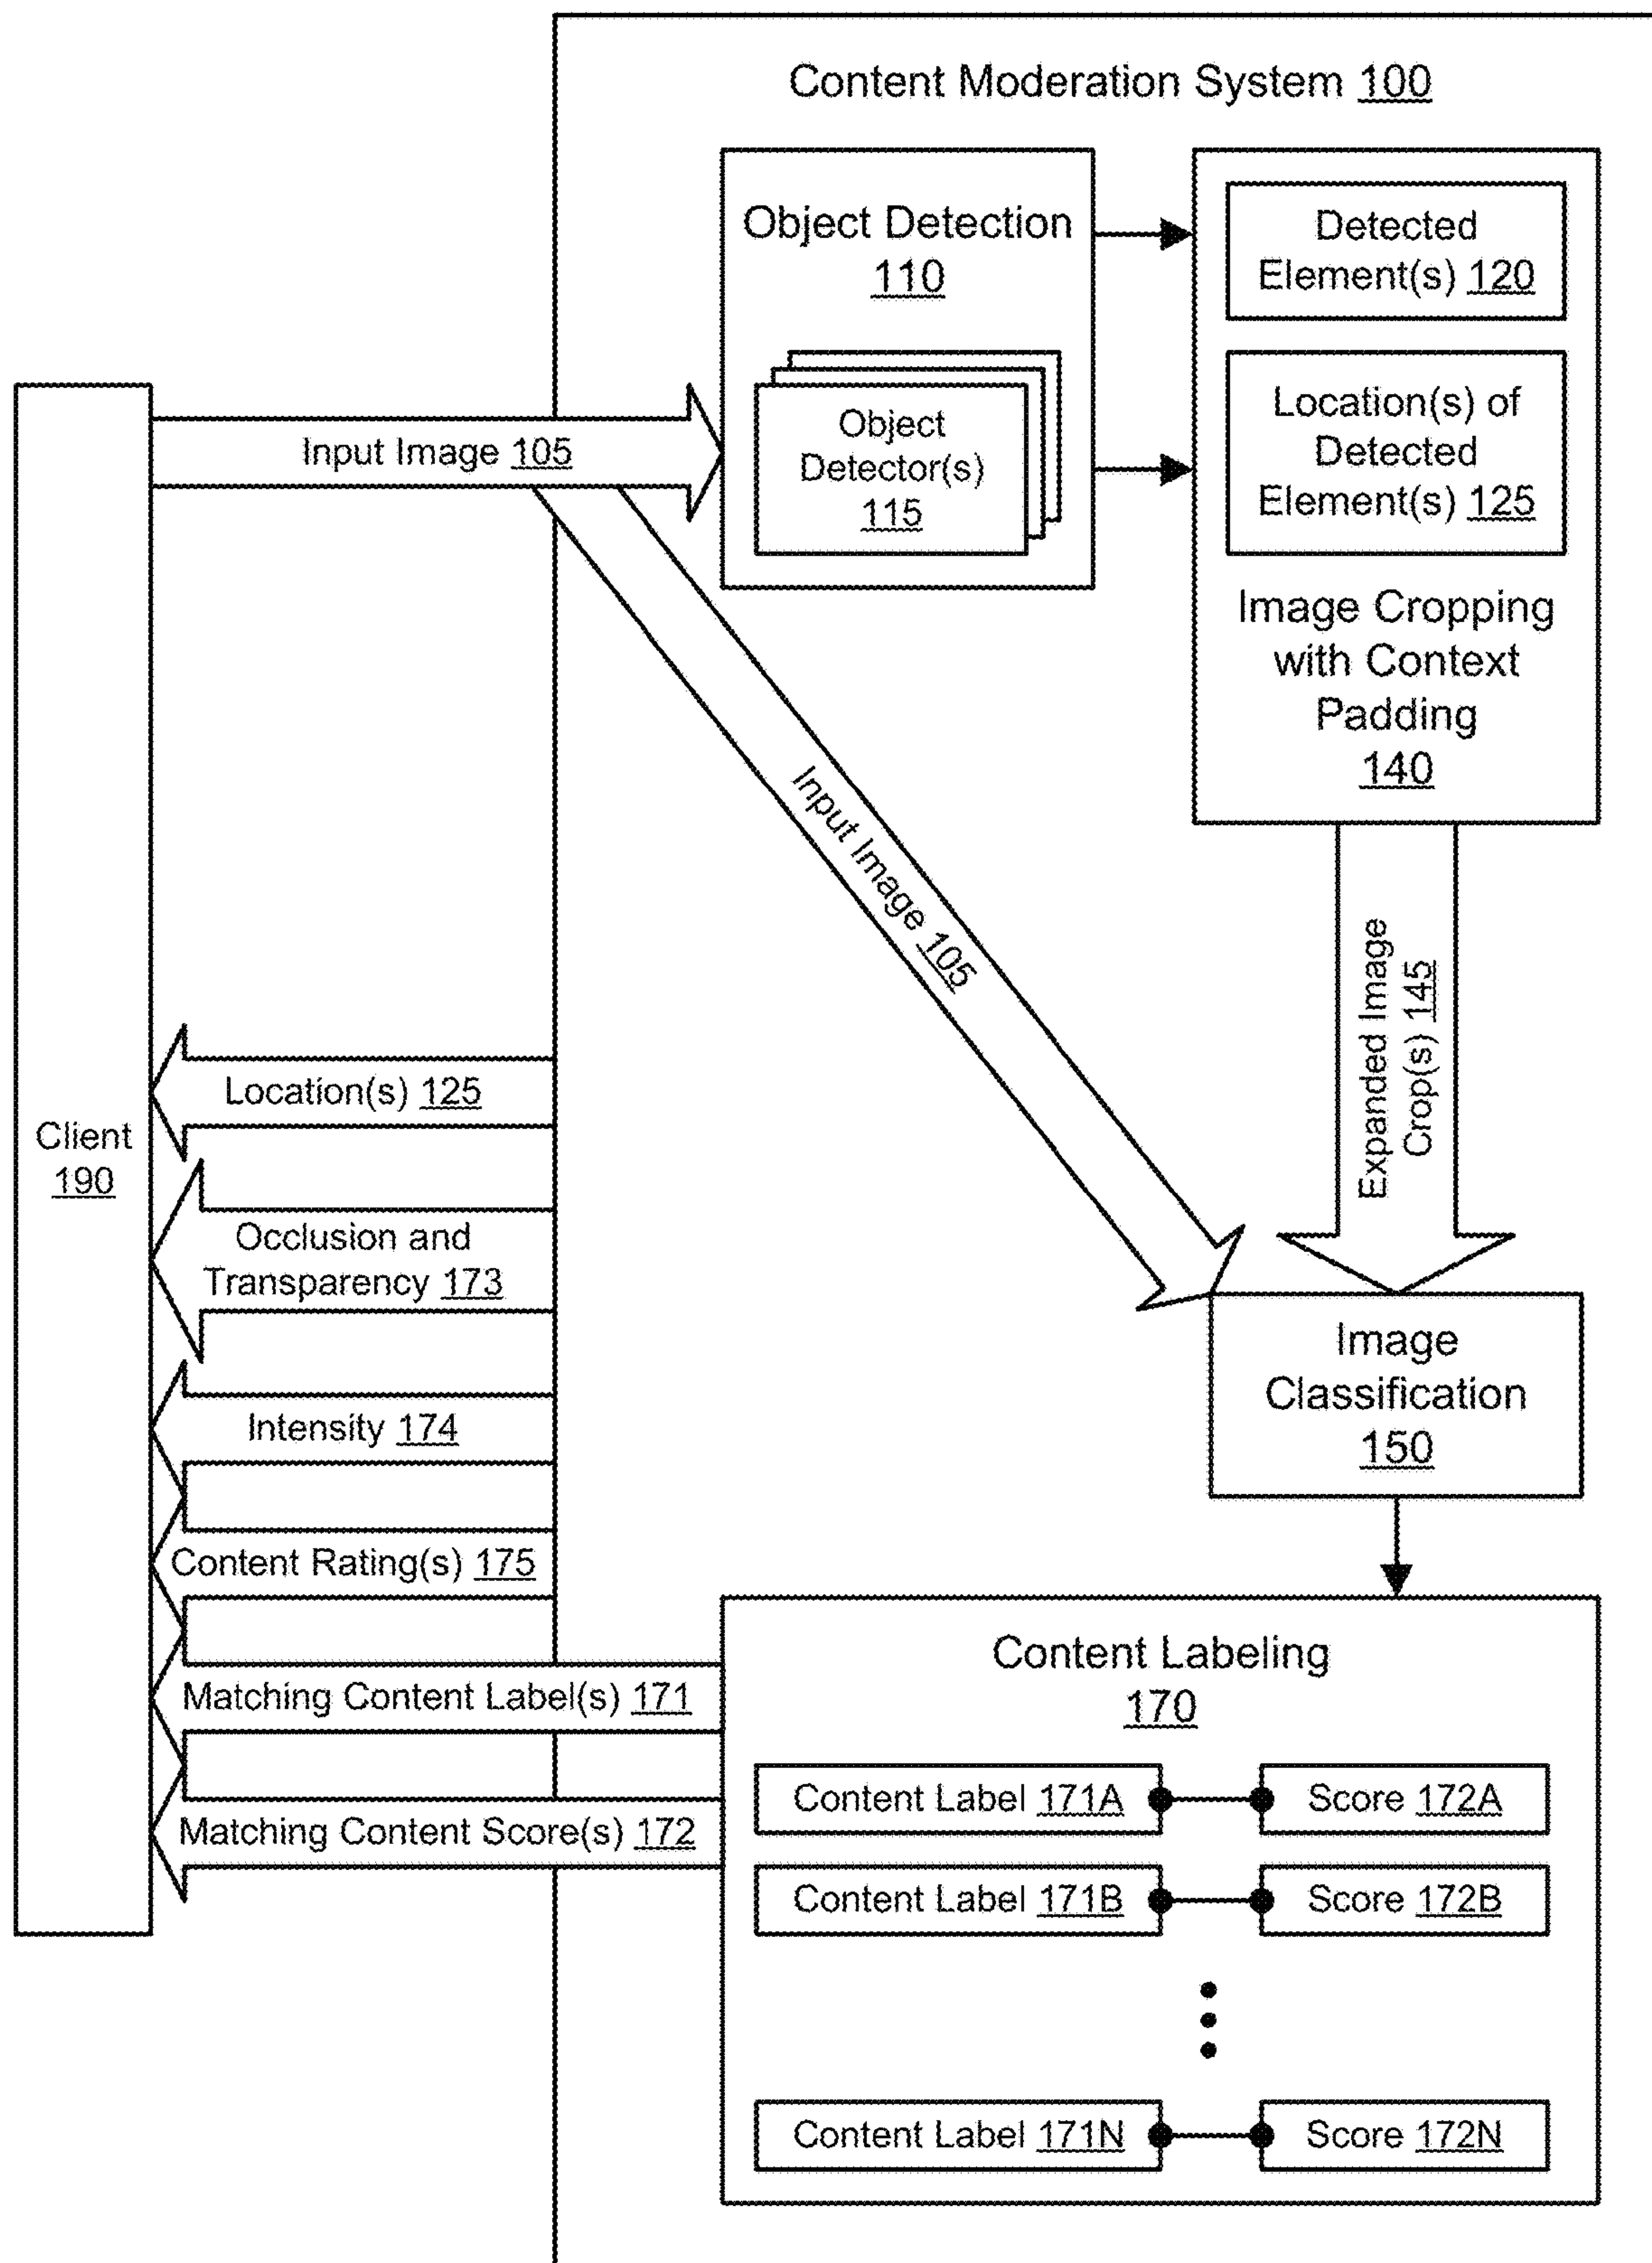 Content Moderation System 100
Object Detection
110
Object
Detector(s)
115
Detected
Element(s) 120
Location(s) of
Detected
Element(s) 125
Image Cropping
with Context
Padding
140
Input Image 105
Input Image 105
Expanded Image
Crop(s) 145
Client
190
Location(s) 125
Occlusion and
Transparency 173
Intensity 174
Content Rating(s) 175
Matching Content Label(s) 171
Matching Content Score(s) 172
Image
Classification
150
Content Labeling
170
Content Label 171A
Score 172A
Content Label 171B
Score 172B
Content Label 171N
Score 172N